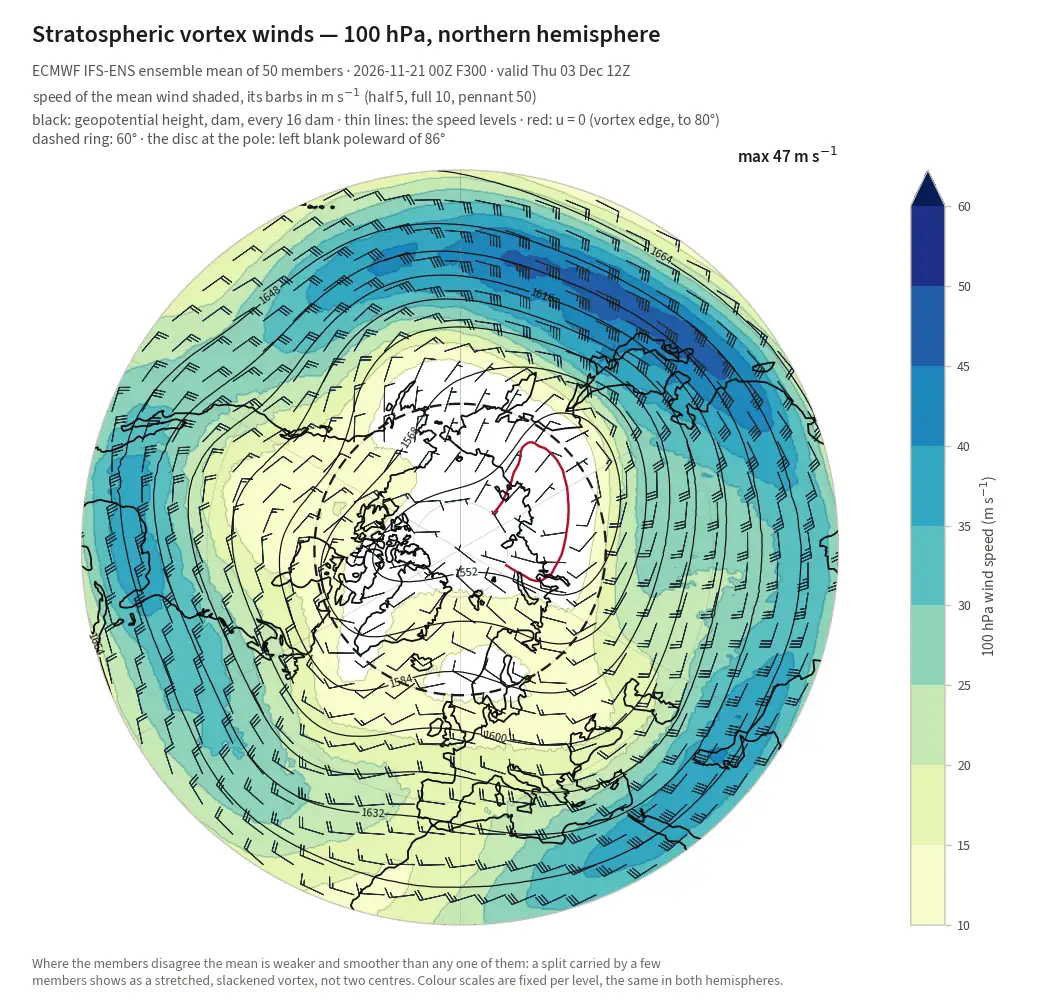 Stratospheric vortex winds — 100 hPa, northern hemisphere
ECMWF IFS-ENS ensemble mean of 50 members · 2026-11-21 00Z F300 · valid Thu 03 Dec 12Z
speed of the mean wind shaded, its barbs in m s⁻¹ (half 5, full 10, pennant 50)
black: geopotential height, dam, every 16 dam · thin lines: the speed levels · red: u = 0 (vortex edge, to 80°)
dashed ring: 60° · the disc at the pole: left blank poleward of 86°
max 47 m s⁻¹
1664
1648
1616
1568
1552
1664
1584
1600
1632
60
50
45
40
35
30
25
20
15
10
100 hPa wind speed (m s⁻¹)
Where the members disagree the mean is weaker and smoother than any one of them: a split carried by a few
members shows as a stretched, slackened vortex, not two centres. Colour scales are fixed per level, the same in both hemispheres.